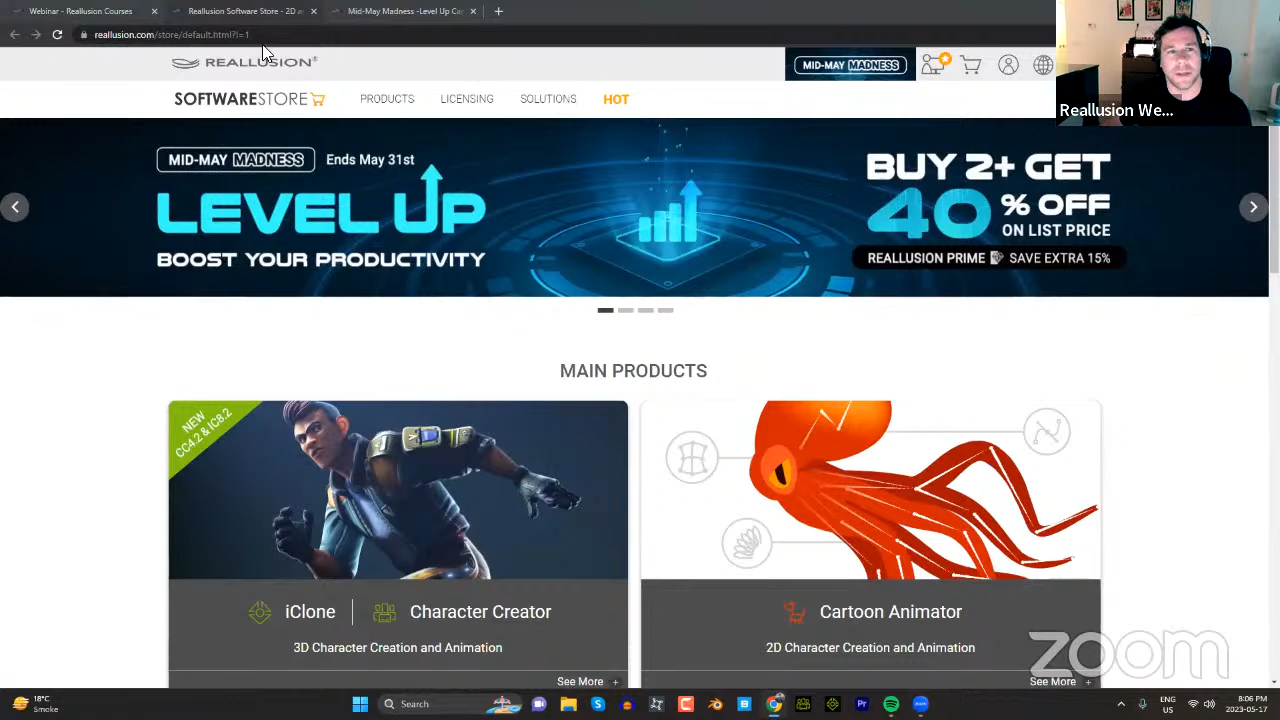 Webinar - Reallusion Courses
Reallusion Software Store - 2D a
Mid-May Madness -Level Up Ca
reallusion.com/store/default.html?l=1
REALLUSION®
MID-MAY MADNESS
SOFTWARESTORE
PRODUCTS
LICENSING
SOLUTIONS
HOT
Reallusion We...
MID-MAY MADNESS Ends May 31st
LEVEL UP
BOOST YOUR PRODUCTIVITY
BUY 2+ GET
40 % OFF
ON LIST PRICE
REALLUSION PRIME SAVE EXTRA 15%
MAIN PRODUCTS
NEW
CC4.2 & IC8.2
iClone
Character Creator
3D Character Creation and Animation
See More +
Cartoon Animator
2D Character Creation and Animation
See More +
zoom
18°C
Smoke
Search
ENG
US
8:06 PM
2023-05-17